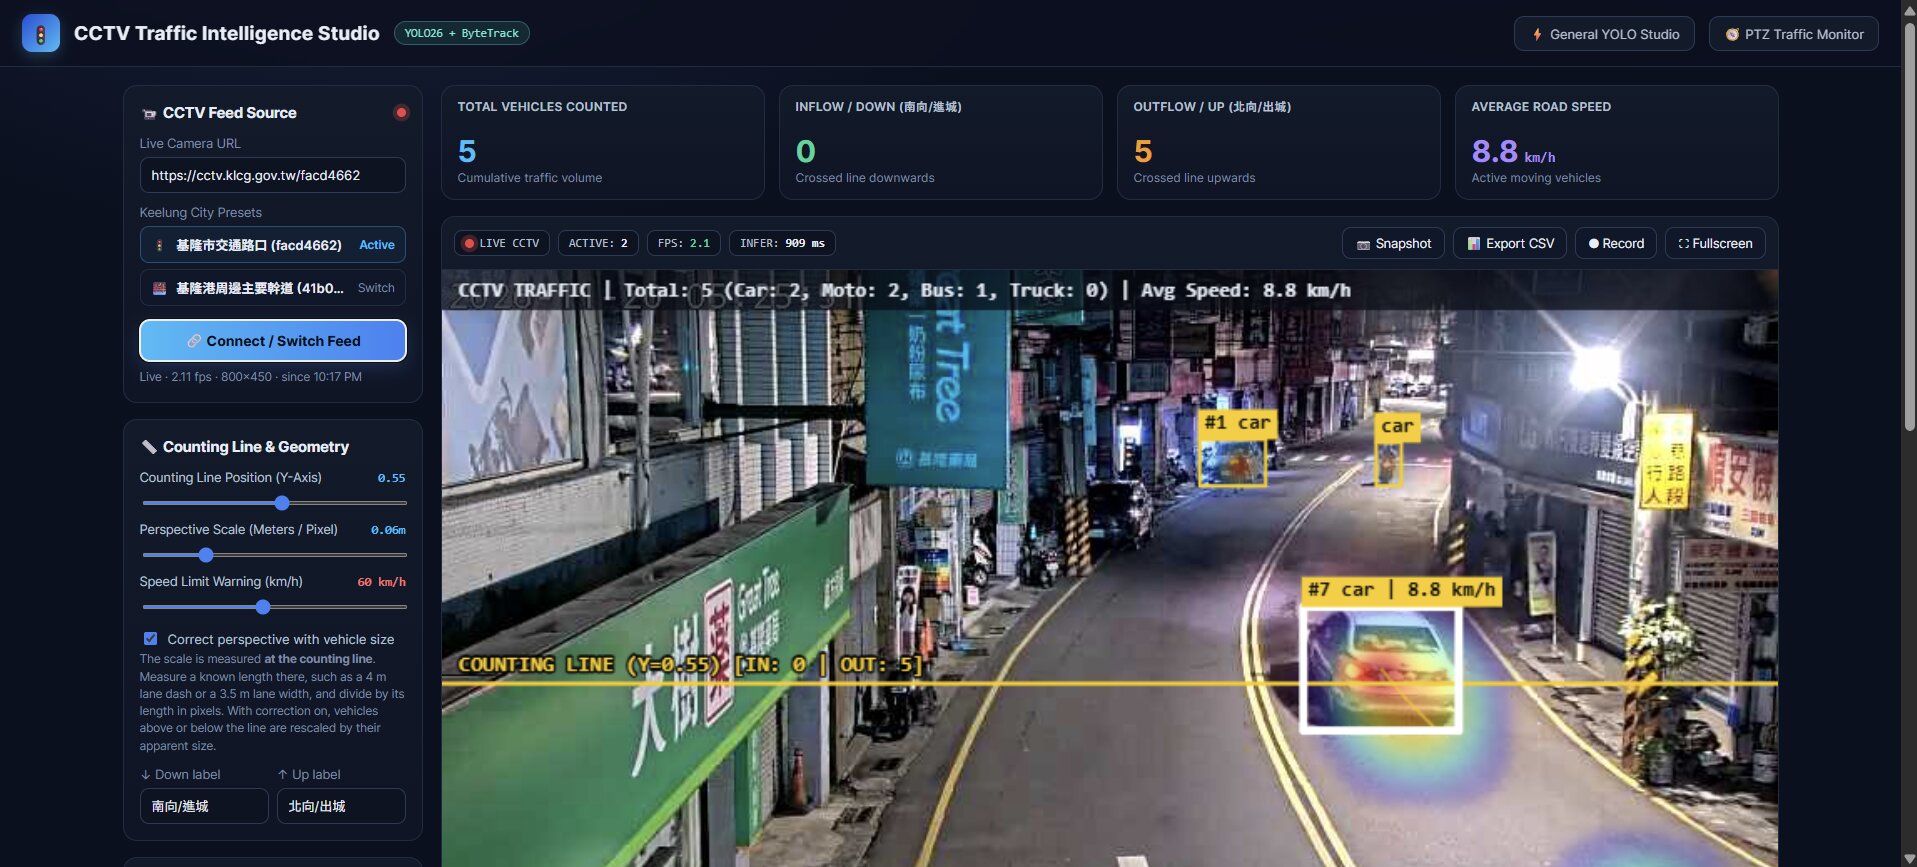 CCTV Traffic Intelligence Studio
YOLO26 + ByteTrack
General YOLO Studio
PTZ Traffic Monitor
CCTV Feed Source
Live Camera URL
https://cctv.klcg.gov.tw/facd4662
Keelung City Presets
基隆市交通路口 (facd4662)
Active
基隆港周邊主要幹道 (41b0...
Switch
Connect / Switch Feed
Live · 2.11 fps · 800×450 · since 10:17 PM
Counting Line & Geometry
Counting Line Position (Y-Axis)
0.55
Perspective Scale (Meters / Pixel)
0.06m
Speed Limit Warning (km/h)
60 km/h
Correct perspective with vehicle size
The scale is measured at the counting line.
Measure a known length there, such as a 4 m
lane dash or a 3.5 m lane width, and divide by its
length in pixels. With correction on, vehicles
above or below the line are rescaled by their
apparent size.
↓ Down label
↑ Up label
南向/進城
北向/出城
TOTAL VEHICLES COUNTED
5
Cumulative traffic volume
INFLOW / DOWN (南向/進城)
0
Crossed line downwards
OUTFLOW / UP (北向/出城)
5
Crossed line upwards
AVERAGE ROAD SPEED
8.8 km/h
Active moving vehicles
LIVE CCTV
ACTIVE: 2
FPS: 2.1
INFER: 909 ms
Snapshot
Export CSV
Record
Fullscreen
CCTV TRAFFIC | Total: 5 (Car: 2, Moto: 2, Bus: 1, Truck: 0) | Avg Speed: 8.8 km/h
Tree
#1 car
car
#7 car | 8.8 km/h
COUNTING LINE (Y=0.55) [IN: 0 | OUT: 5]
大樹藥
Great Tree
行人
路段